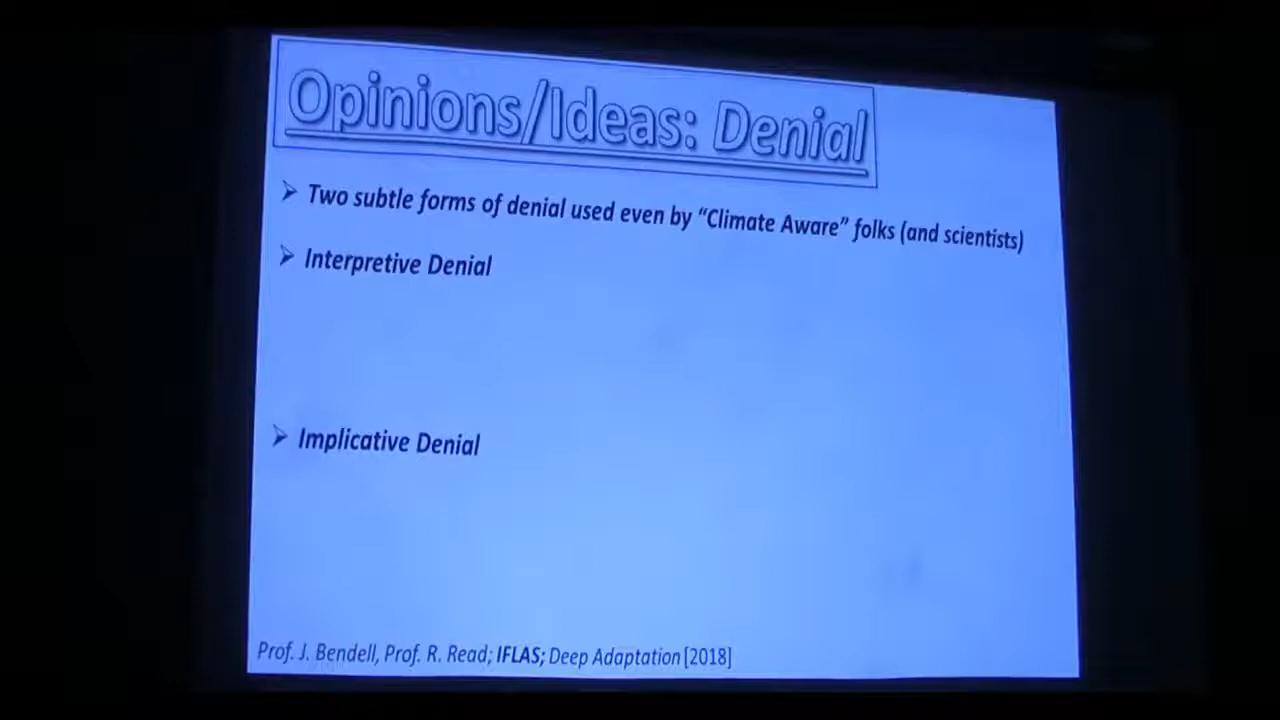 Opinions/Ideas: Denial
➢ Two subtle forms of denial used even by “Climate Aware” folks (and scientists)
➢ Interpretive Denial
➢ Implicative Denial
Prof. J. Bendell, Prof. R. Read; IFLAS; Deep Adaptation [2018]